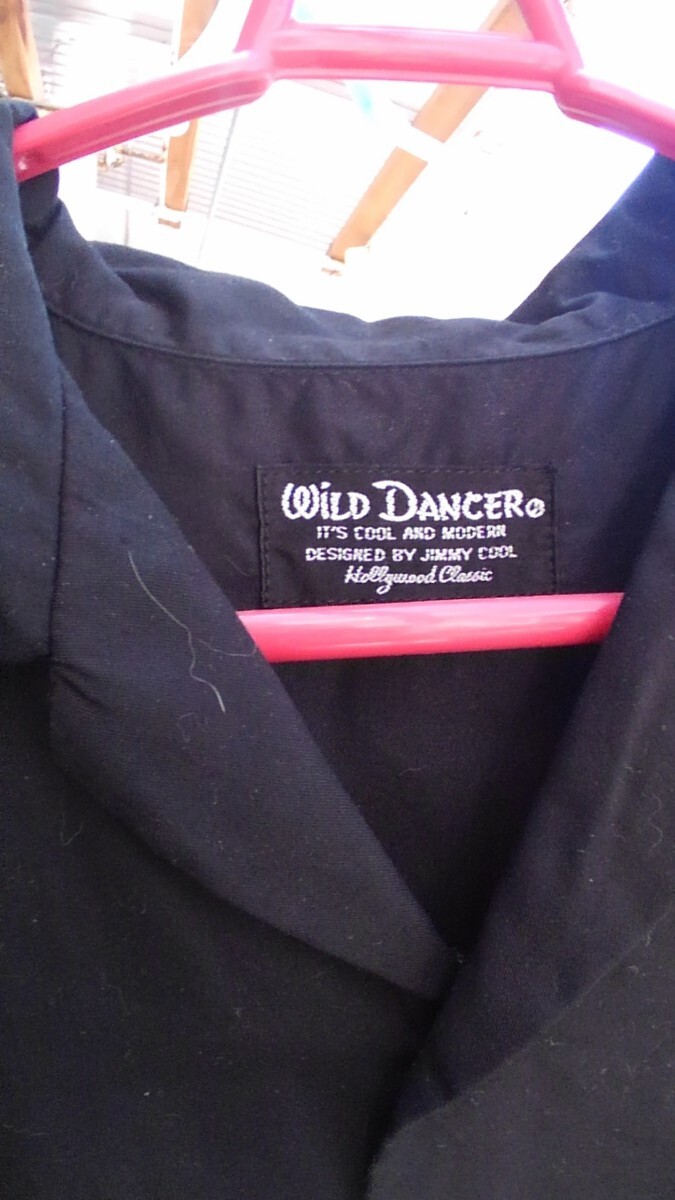 WILD DANCER®
IT'S COOL AND MODERN
DESIGNED BY JIMMY COOL
Hollywood Classic